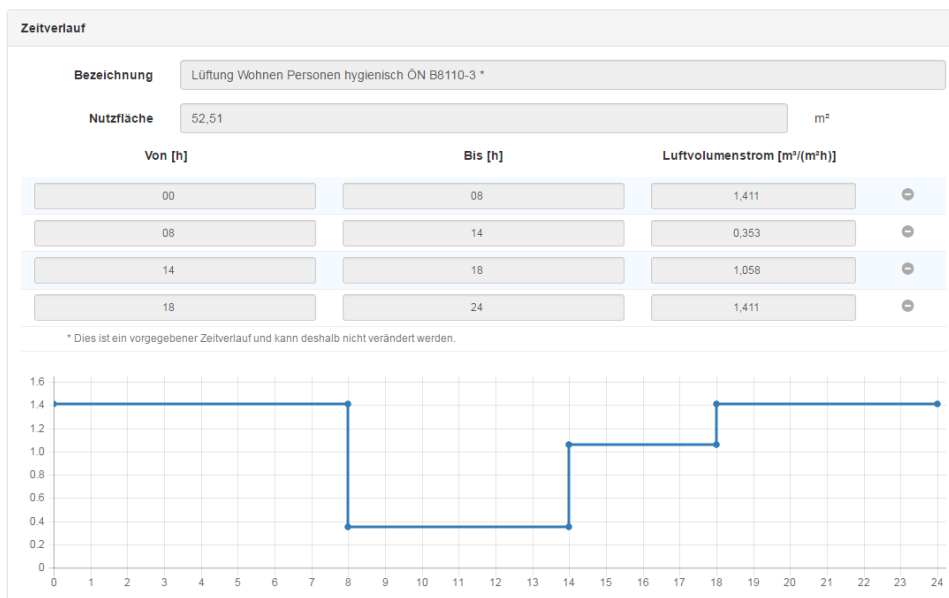 Zeitverlauf
Bezeichnung Lüftung Wohnen Personen hygienisch ÖN B8110-3 *
Nutzfläche 52,51 m²
Von [h] Bis [h] Luftvolumenstrom [m³/(m²h)]
00 08 1,411
08 14 0,353
14 18 1,058
18 24 1,411
* Dies ist ein vorgegebener Zeitverlauf und kann deshalb nicht verändert werden.
1.6
1.4
1.2
1.0
0.8
0.6
0.4
0.2
0
0 1 2 3 4 5 6 7 8 9 10 11 12 13 14 15 16 17 18 19 20 21 22 23 24